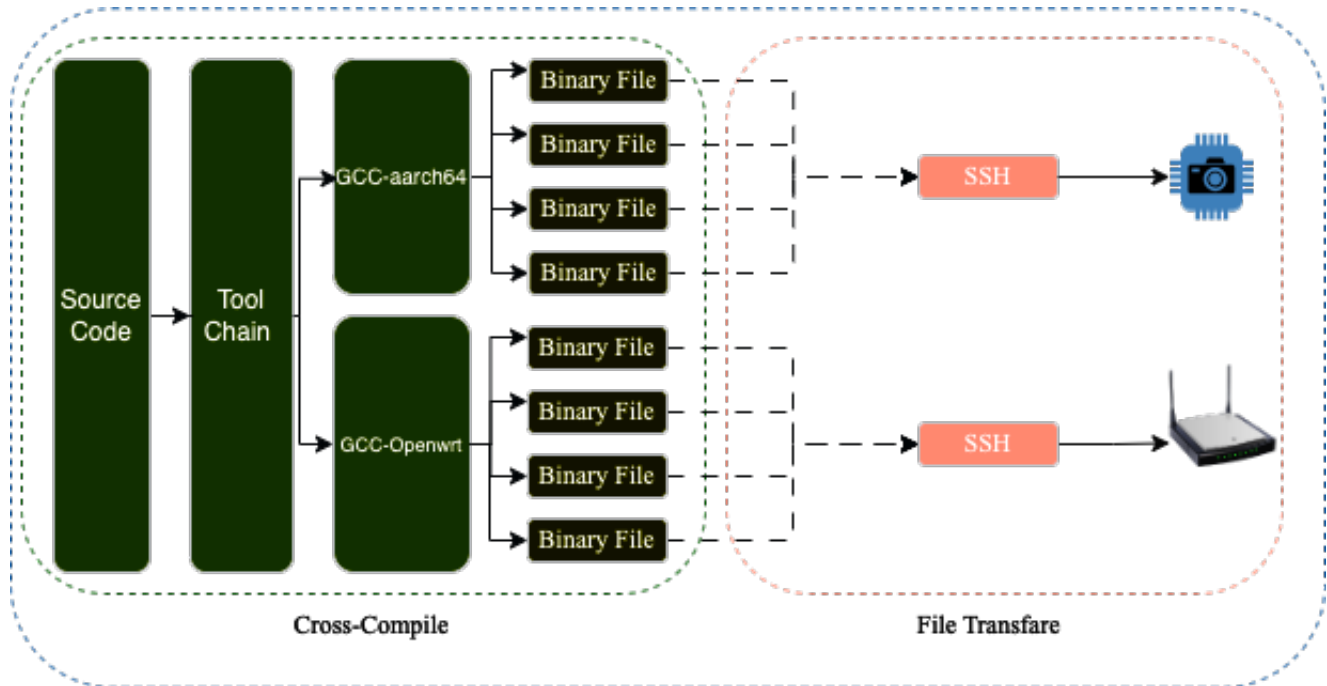 Source
Code
Tool
Chain
GCC-aarch64
GCC-Openwrt
Binary File
Binary File
Binary File
Binary File
Binary File
Binary File
Binary File
Binary File
SSH
SSH
Cross-Compile
File Transfare